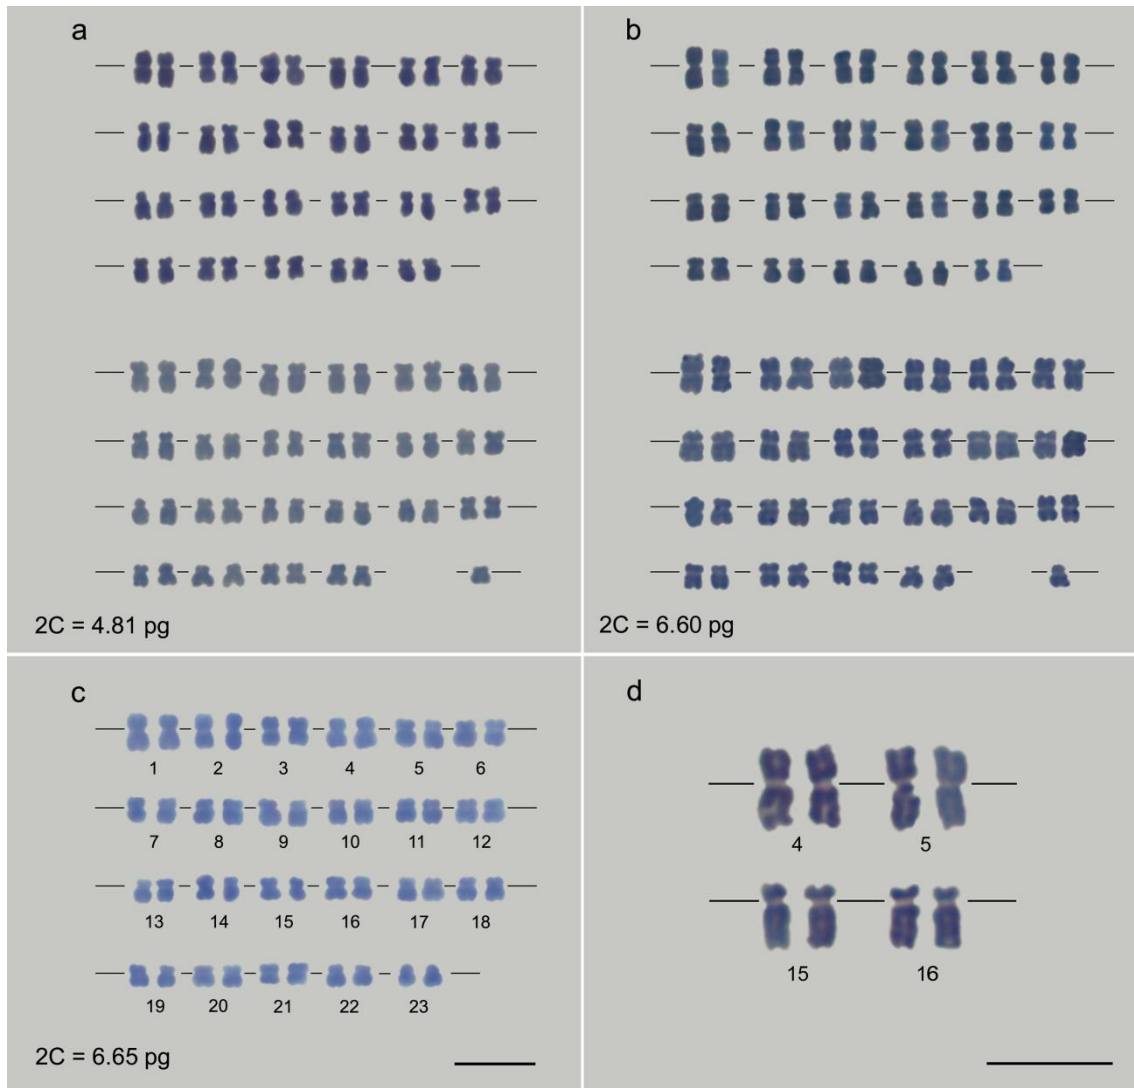 a
b
2C = 4.81 pg
2C = 6.60 pg
c
1 2 3 4 5 6
7 8 9 10 11 12
13 14 15 16 17 18
19 20 21 22 23
2C = 6.65 pg
d
4 5
15 16